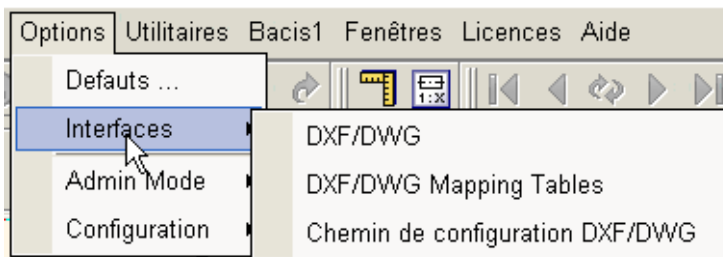 Options Utilitaires Bacis1 Fenêtres Licences Aide
Defauts ...
1:X
Interfaces
DXF/DWG
Admin Mode
DXF/DWG Mapping Tables
Configuration
Chemin de configuration DXF/DWG